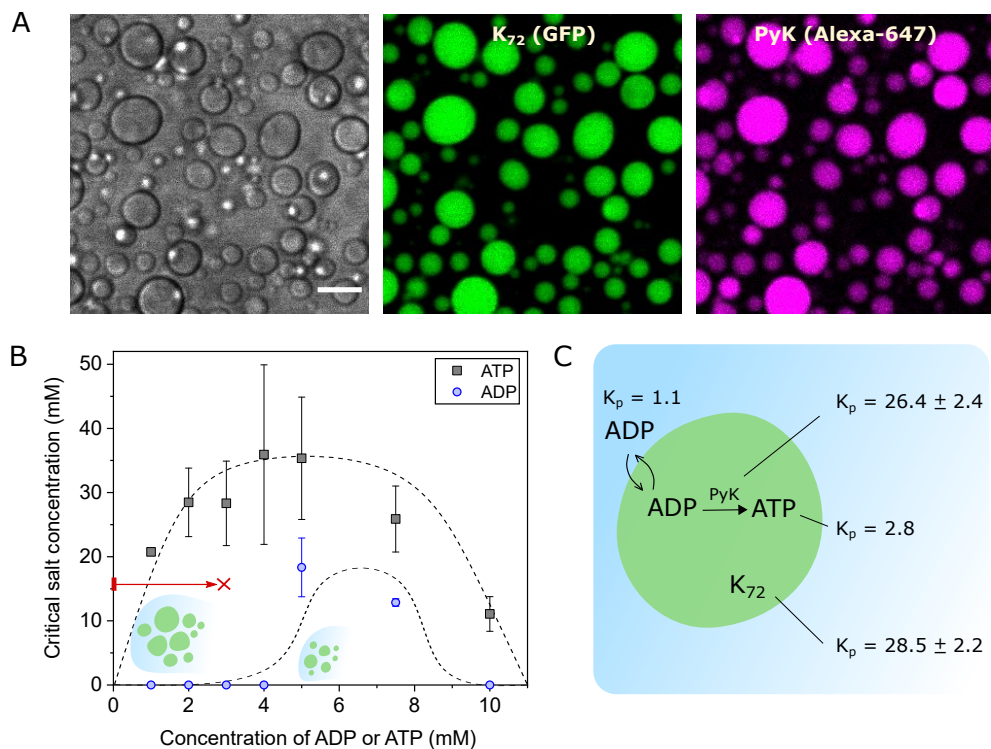 A
K₇₂ (GFP)
PyK (Alexa-647)
B
Critical salt concentration (mM)
50
40
30
20
10
0
0
2
4
6
8
10
Concentration of ADP or ATP (mM)
ATP
ADP
C
Kₚ = 1.1
ADP
ADP
PyK
ATP
K₇₂
Kₚ = 26.4 ± 2.4
Kₚ = 2.8
Kₚ = 28.5 ± 2.2